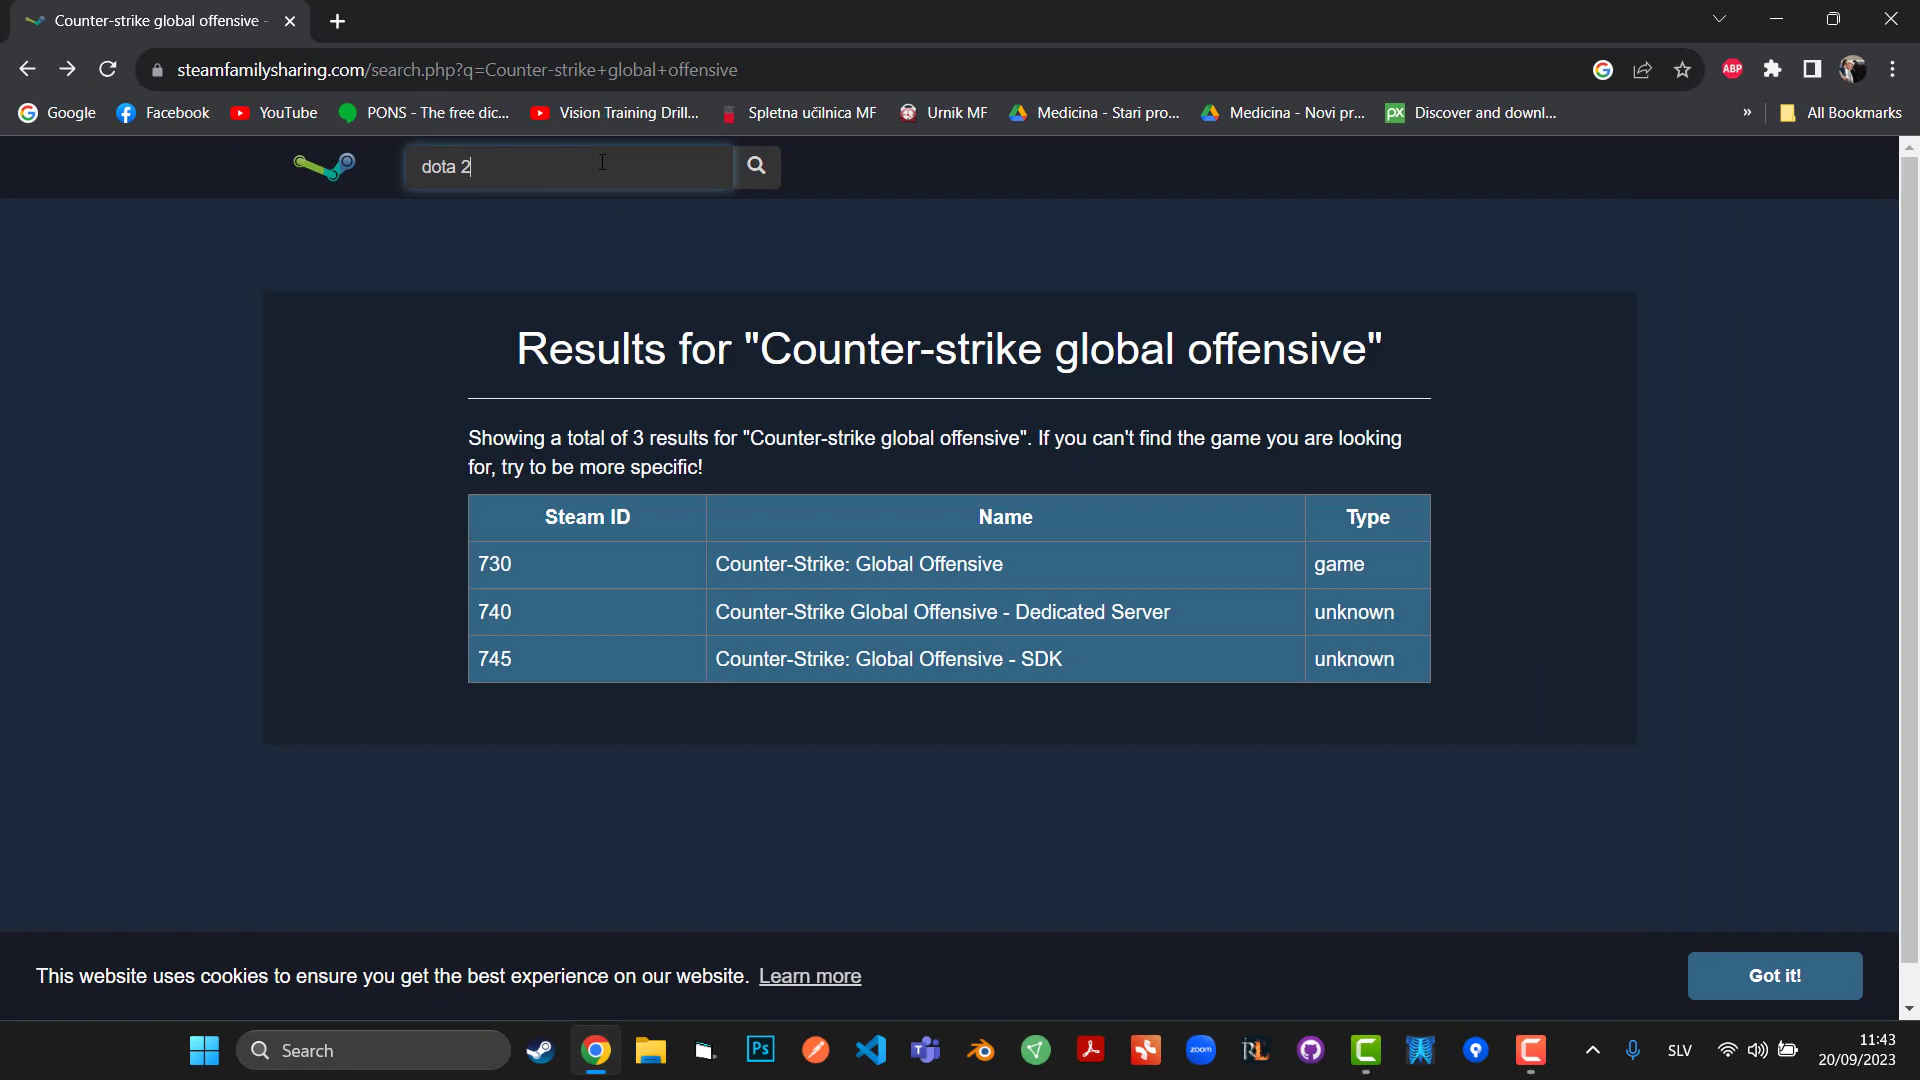 Counter-strike global offensive -
steamfamilysharing.com/search.php?q=Counter-strike+global+offensive
ABP
Google
Facebook
YouTube
PONS - The free dic...
Vision Training Drill...
Spletna učilnica MF
Urnik MF
Medicina - Stari pro...
Medicina - Novi pr...
px
Discover and downl...
»
All Bookmarks
dota 2
Results for "Counter-strike global offensive"
Showing a total of 3 results for "Counter-strike global offensive". If you can't find the game you are looking
for, try to be more specific!
Steam ID Name Type
730 Counter-Strike: Global Offensive game
740 Counter-Strike Global Offensive - Dedicated Server unknown
745 Counter-Strike: Global Offensive - SDK unknown
This website uses cookies to ensure you get the best experience on our website. Learn more
Got it!
Search
Ps
zoom
RL
SLV
11:43
20/09/2023